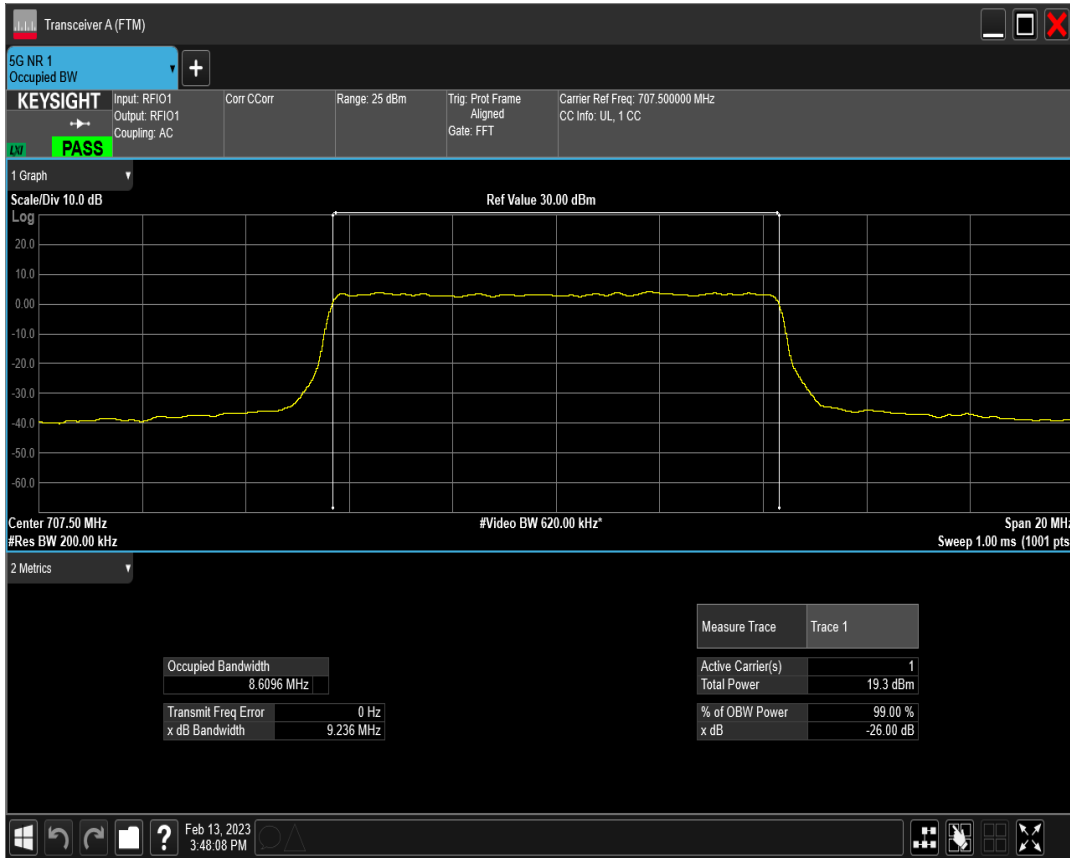 Transceiver A (FTM)
5G NR 1
Occupied BW
+
KEYSIGHT
LXI
PASS
Input: RFIO1
Output: RFIO1
Coupling: AC
Corr CCorr
Range: 25 dBm
Trig: Prot Frame
Aligned
Gate: FFT
Carrier Ref Freq: 707.500000 MHz
CC Info: UL, 1 CC
1 Graph
Scale/Div 10.0 dB
Ref Value 30.00 dBm
Log
20.0
10.0
0.00
-10.0
-20.0
-30.0
-40.0
-50.0
-60.0
Center 707.50 MHz
#Video BW 620.00 kHz*
Span 20 MHz
#Res BW 200.00 kHz
Sweep 1.00 ms (1001 pts
2 Metrics
Measure Trace Trace 1
Occupied Bandwidth
8.6096 MHz
Active Carrier(s) 1
Total Power 19.3 dBm
Transmit Freq Error 0 Hz
x dB Bandwidth 9.236 MHz
% of OBW Power 99.00 %
x dB -26.00 dB
?
Feb 13, 2023
3:48:08 PM